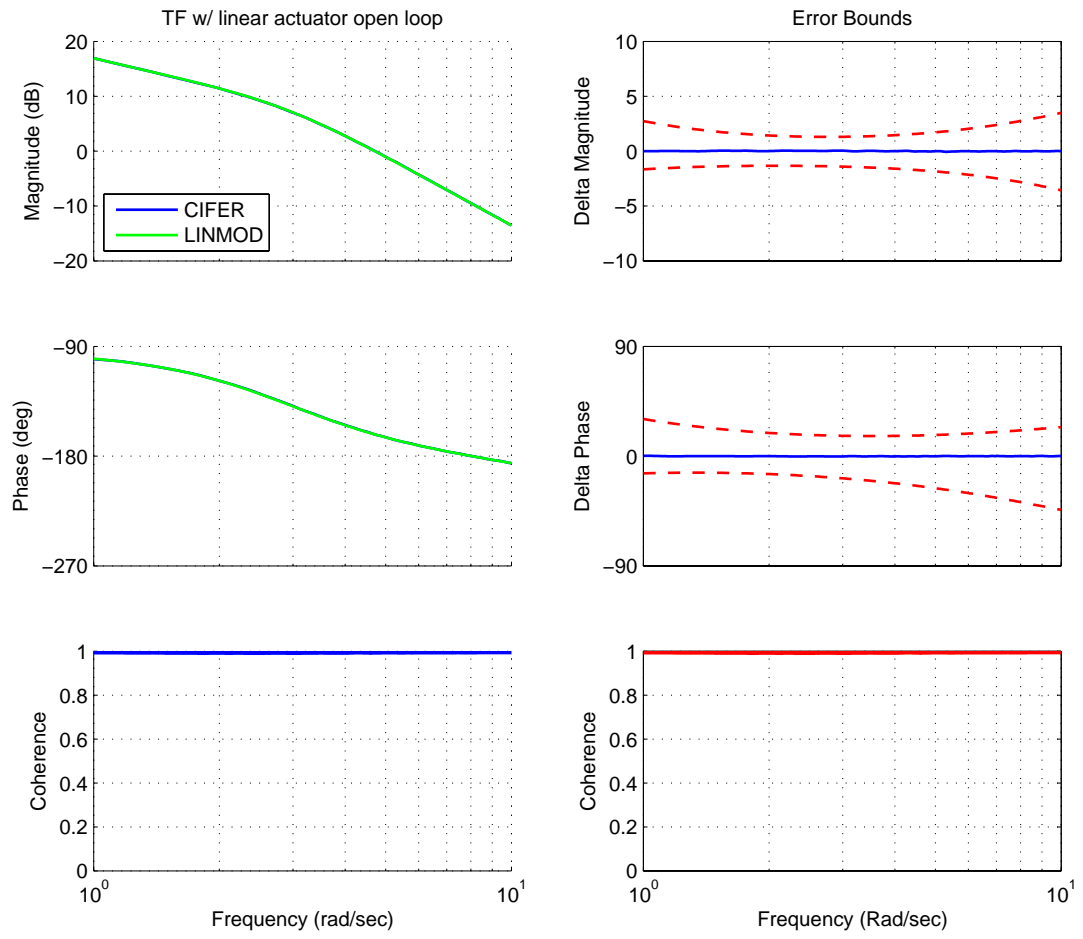 TF w/ linear actuator open loop
Magnitude (dB)
20
10
0
−10
−20
CIFER
LINMOD
Error Bounds
Delta Magnitude
10
5
0
−5
−10
Phase (deg)
−90
−180
−270
Delta Phase
90
0
−90
Coherence
1
0.8
0.6
0.4
0.2
0
10^0
10^1
Frequency (rad/sec)
Coherence
1
0.8
0.6
0.4
0.2
0
10^0
10^1
Frequency (Rad/sec)